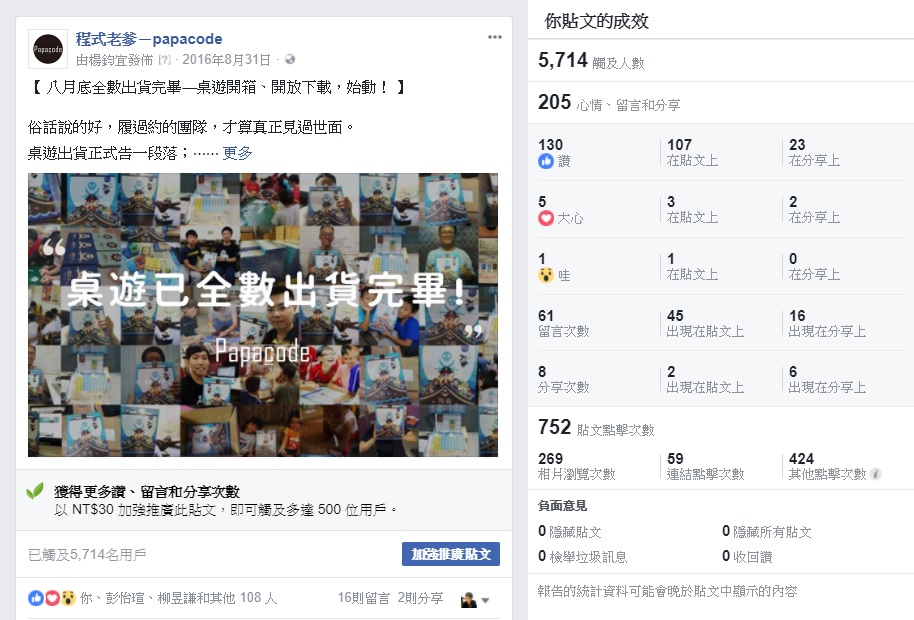 程式老爹－papacode
由楊鈞宜發佈 [?] · 2016年8月31日 ·
【 八月底全數出貨完畢—桌遊開箱、開放下載，始動！ 】
俗話說的好，履過約的團隊，才算真正見過世面。
桌遊出貨正式告一段落；⋯⋯ 更多
Papacode
“
桌遊已全數出貨完畢!
”
Papacode
獲得更多讚、留言和分享次數
以 NT$30 加強推廣此貼文，即可觸及多達 500 位用戶。
已觸及5,714名用戶
加強推廣貼文
你、彭怡瑄、柳昱謙和其他 108 人
16則留言 2則分享
你貼文的成效
5,714 觸及人數
205 心情、留言和分享
130 107 23
讚 在貼文上 在分享上
5 3 2
大心 在貼文上 在分享上
1 1 0
哇 在貼文上 在分享上
61 45 16
留言次數 出現在貼文上 出現在分享上
8 2 6
分享次數 出現在貼文上 出現在分享上
752 貼文點擊次數
269 59 424
相片瀏覽次數 連結點擊次數 其他點擊次數 i
負面意見
0 隱藏貼文 0 隱藏所有貼文
0 檢舉垃圾訊息 0 收回讚
報告的統計資料可能會晚於貼文中顯示的內容